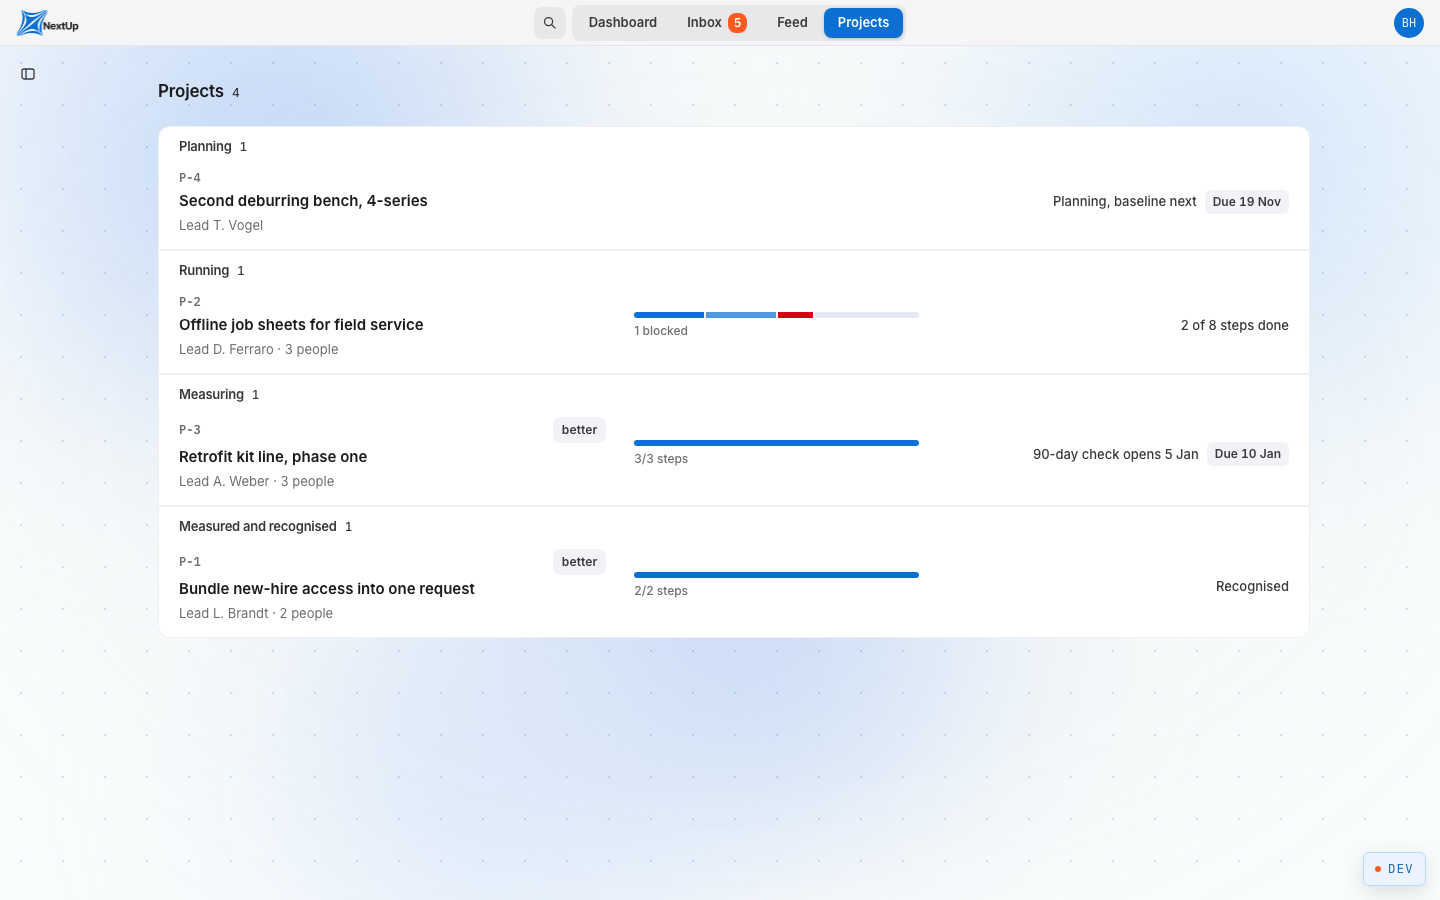 NextUp
Dashboard
Inbox 5
Feed
Projects
BH
Projects 4
Planning 1
P-4
Second deburring bench, 4-series
Lead T. Vogel
Planning, baseline next
Due 19 Nov
Running 1
P-2
Offline job sheets for field service
Lead D. Ferraro · 3 people
1 blocked
2 of 8 steps done
Measuring 1
P-3
better
Retrofit kit line, phase one
Lead A. Weber · 3 people
3/3 steps
90-day check opens 5 Jan
Due 10 Jan
Measured and recognised 1
P-1
better
Bundle new-hire access into one request
Lead L. Brandt · 2 people
2/2 steps
Recognised
DEV